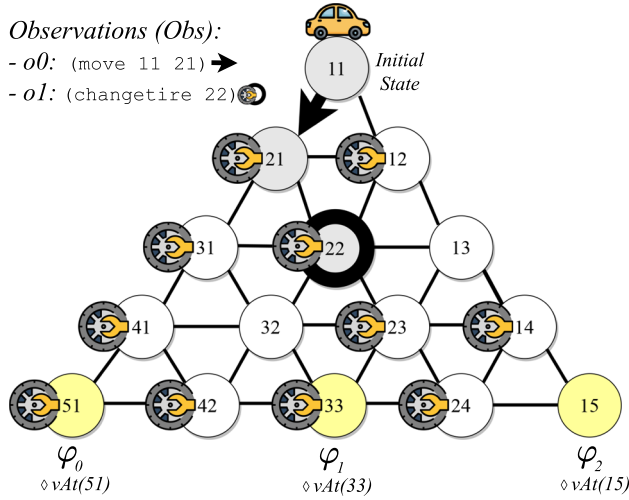 Observations (Obs):
- o0: (move 11 21)
- o1: (changetire 22)
11
Initial
State
21
12
31
22
13
41
32
23
14
51
42
33
24
15
φ0
φ1
φ2
◊vAt(51)
◊vAt(33)
◊vAt(15)